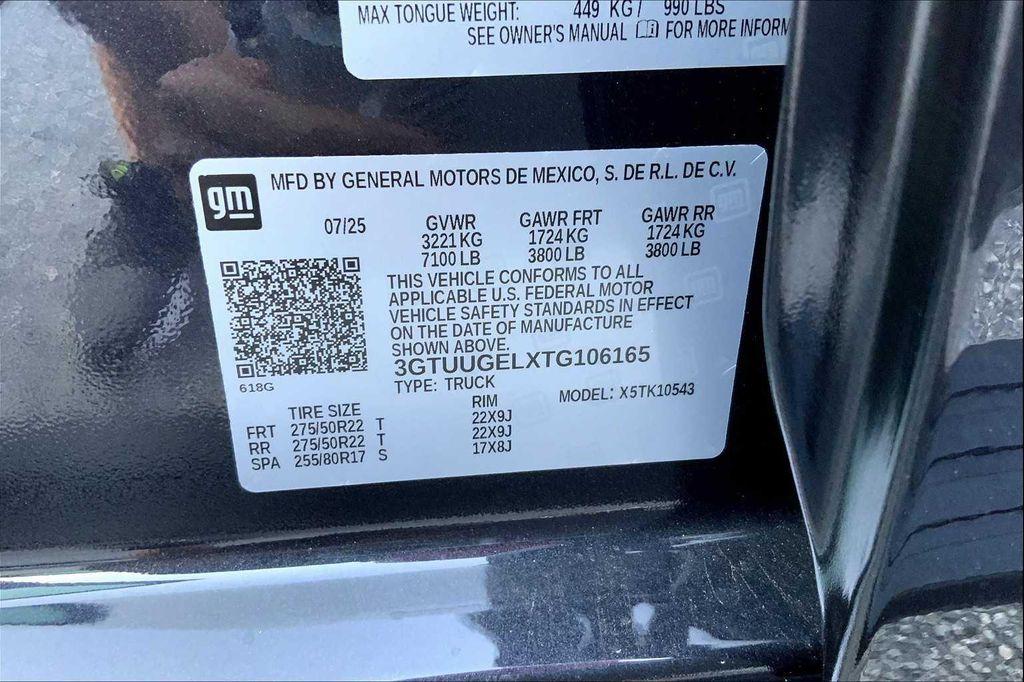 MAX TONGUE WEIGHT: 449 KG / 990 LBS
SEE OWNER'S MANUAL FOR MORE INFORM
gm
MFD BY GENERAL MOTORS DE MEXICO, S. DE R.L. DE C.V.
07/25 GVWR GAWR FRT GAWR RR
3221 KG 1724 KG 1724 KG
7100 LB 3800 LB 3800 LB
THIS VEHICLE CONFORMS TO ALL
APPLICABLE U.S. FEDERAL MOTOR
VEHICLE SAFETY STANDARDS IN EFFECT
ON THE DATE OF MANUFACTURE
SHOWN ABOVE.
3GTUUGELXTG106165
618G
TYPE: TRUCK MODEL: X5TK10543
TIRE SIZE RIM
FRT 275/50R22 T 22X9J
RR 275/50R22 T 22X9J
SPA 255/80R17 S 17X8J